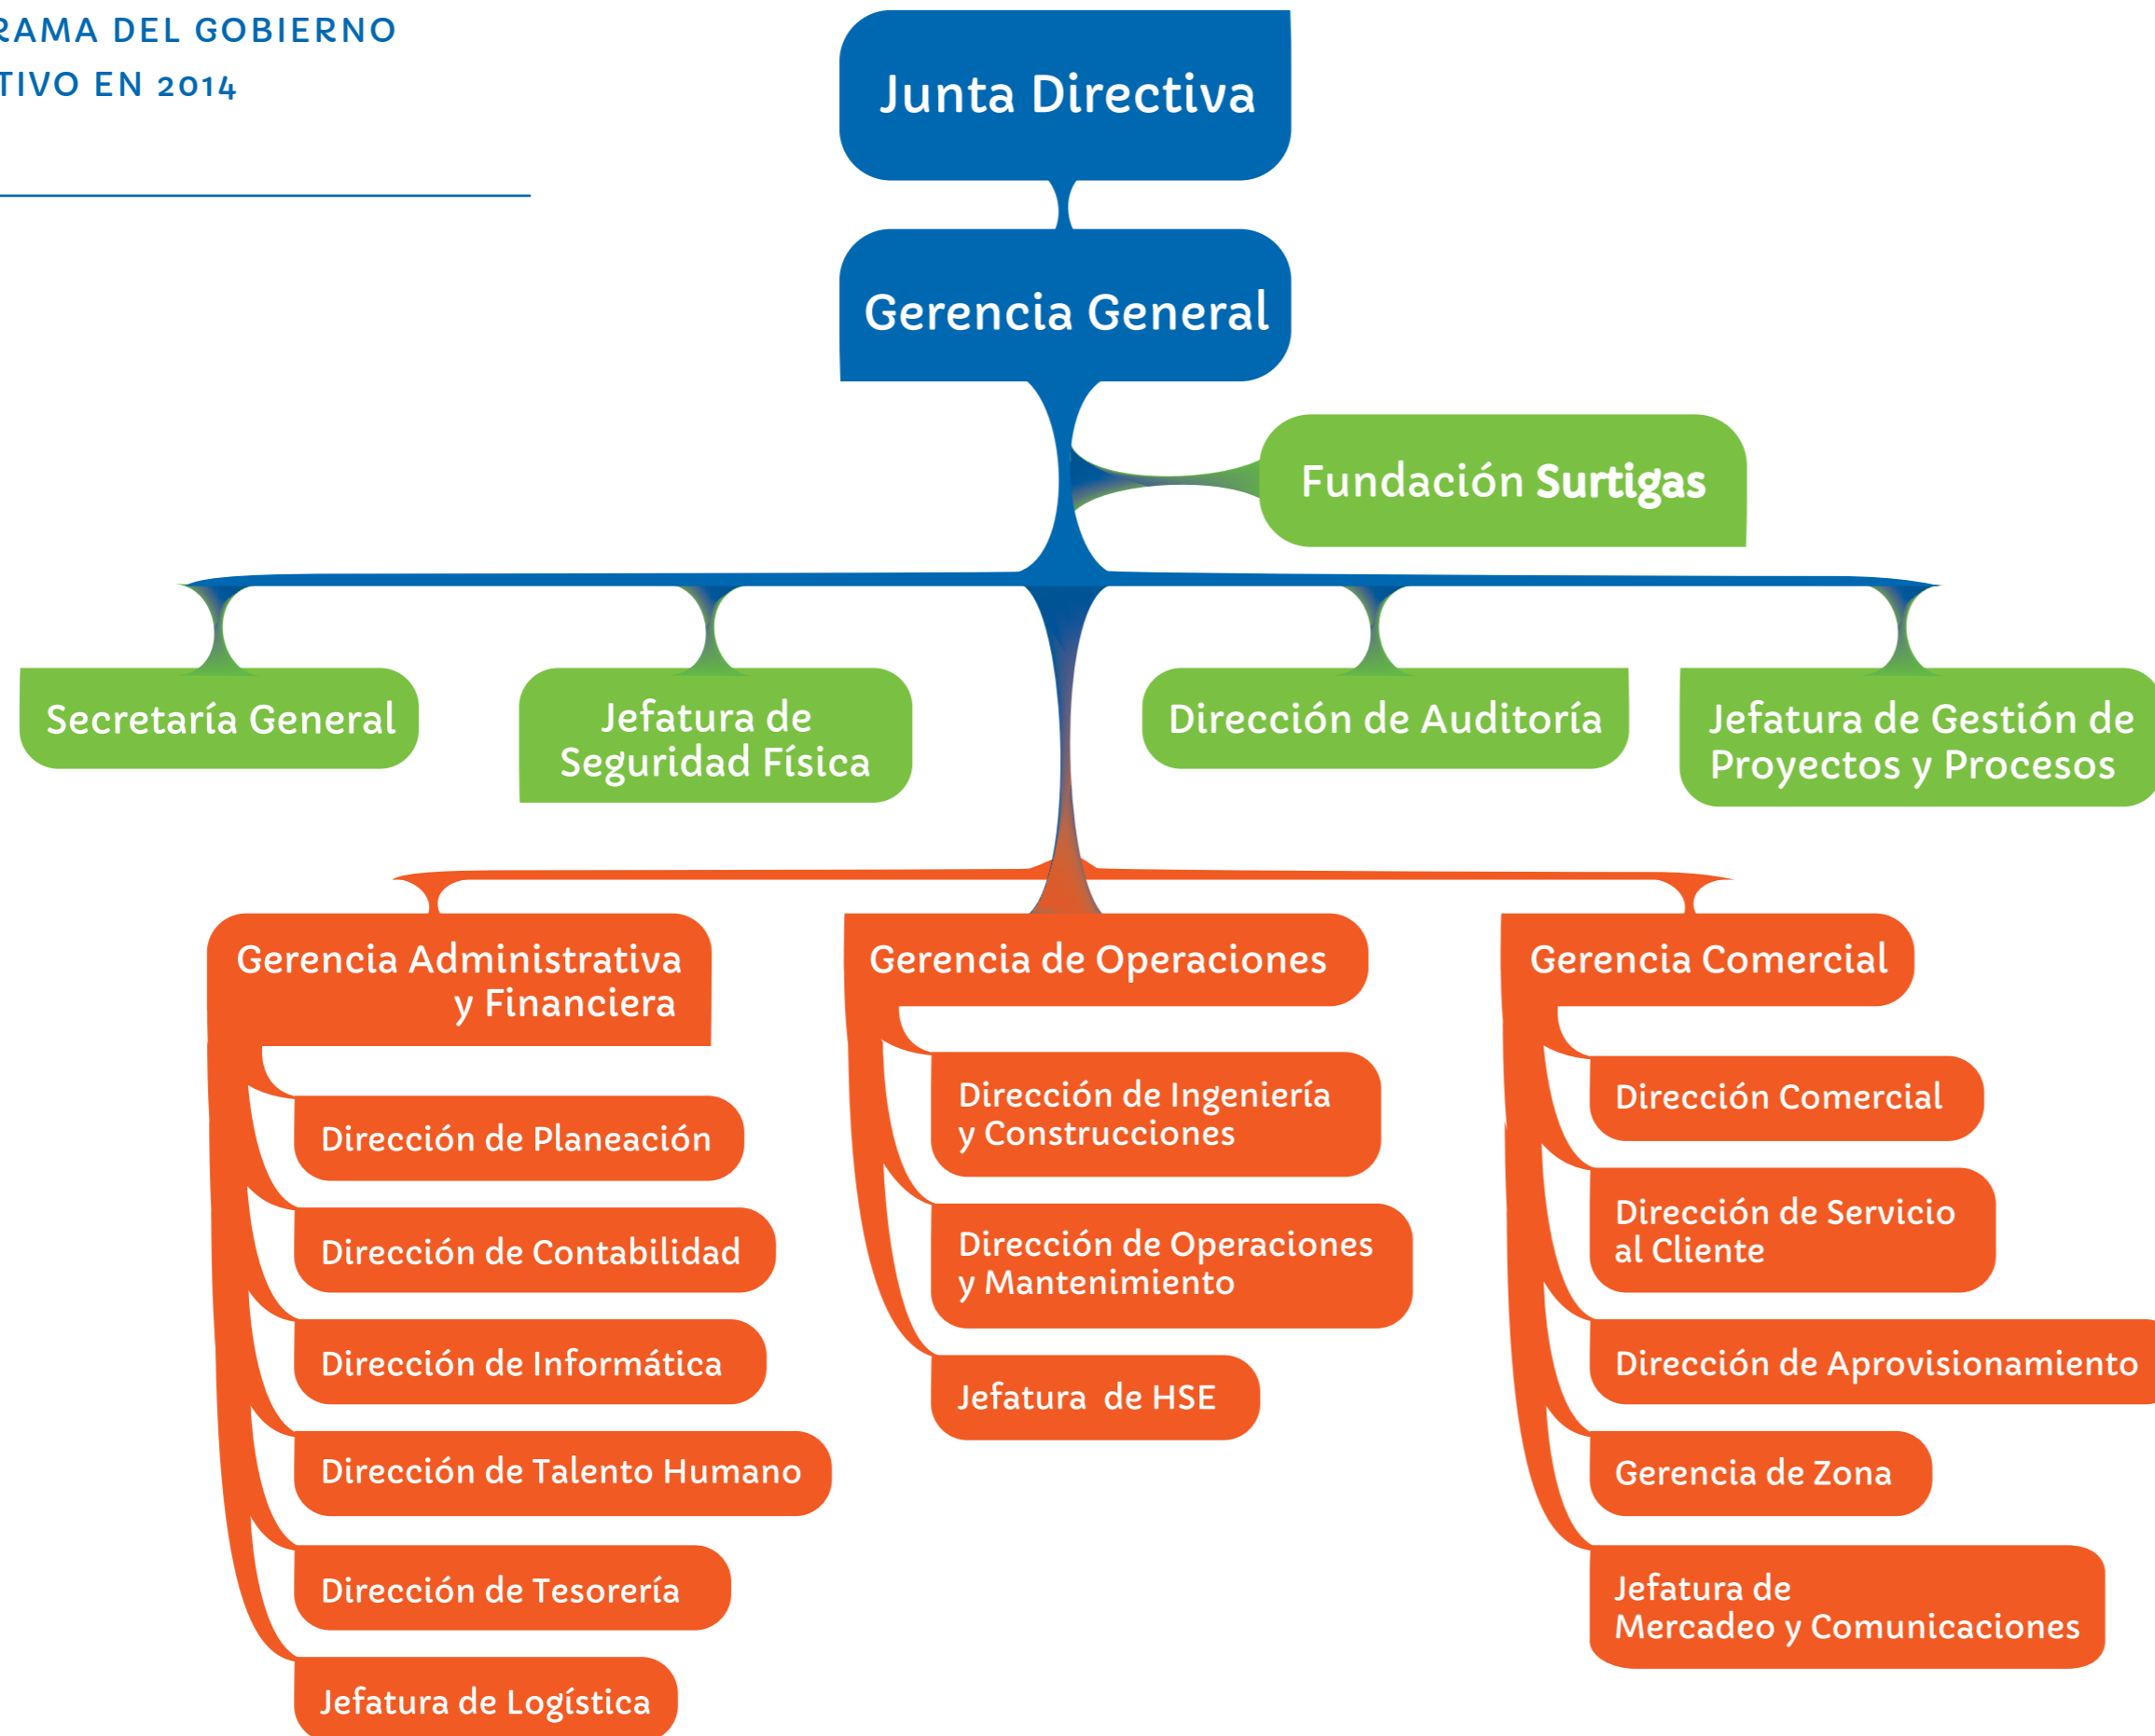 RAMA DEL GOBIERNO
TIVO EN 2014
Junta Directiva
Gerencia General
Fundación Surtigas
Secretaría General
Jefatura de
Seguridad Física
Dirección de Auditoría
Jefatura de Gestión de
Proyectos y Procesos
Gerencia Administrativa
y Financiera
Dirección de Planeación
Dirección de Contabilidad
Dirección de Informática
Dirección de Talento Humano
Dirección de Tesorería
Jefatura de Logística
Gerencia de Operaciones
Dirección de Ingeniería
y Construcciones
Dirección de Operaciones
y Mantenimiento
Jefatura de HSE
Gerencia Comercial
Dirección Comercial
Dirección de Servicio
al Cliente
Dirección de Aprovisionamiento
Gerencia de Zona
Jefatura de
Mercadeo y Comunicaciones